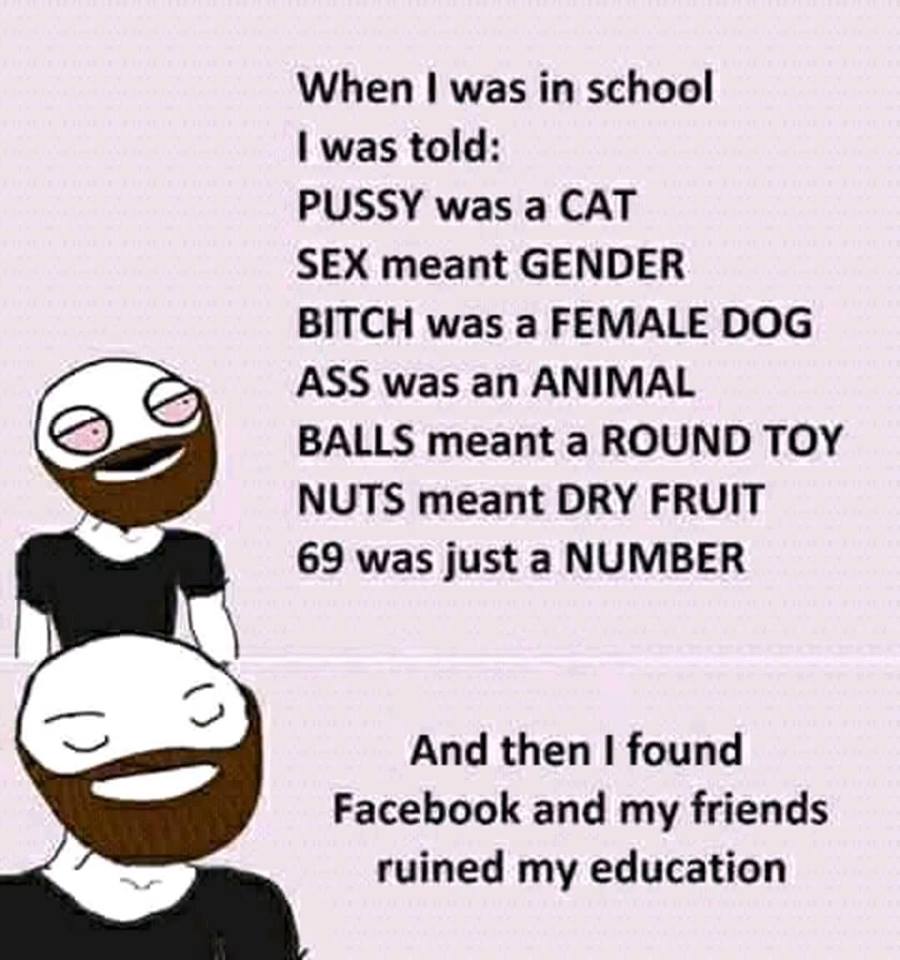 When I was in school
I was told:
PUSSY was a CAT
SEX meant GENDER
BITCH was a FEMALE DOG
ASS was an ANIMAL
BALLS meant a ROUND TOY
NUTS meant DRY FRUIT
69 was just a NUMBER
And then I found
Facebook and my friends
ruined my education